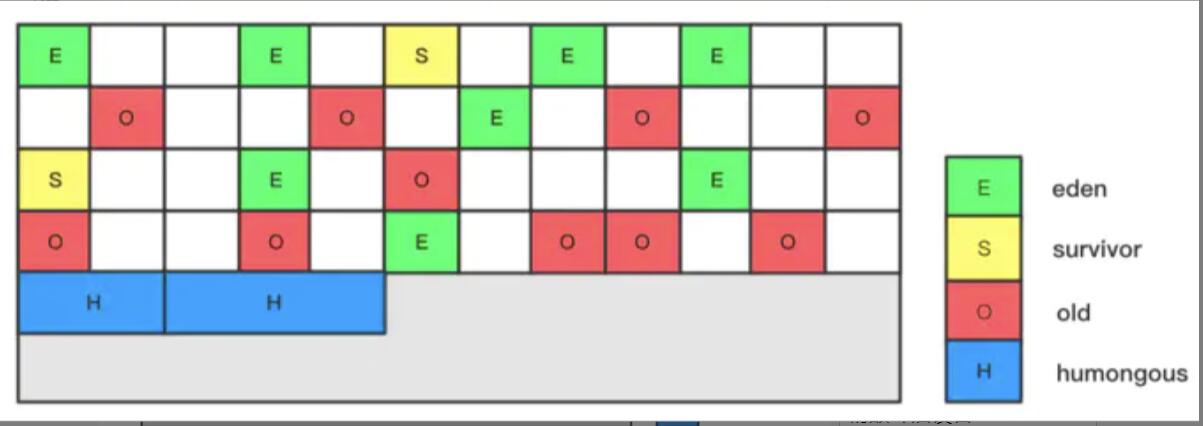 E E S E E
O O E O O
S E O E
O O E O O O
H H
E eden
S survivor
O old
H humongous